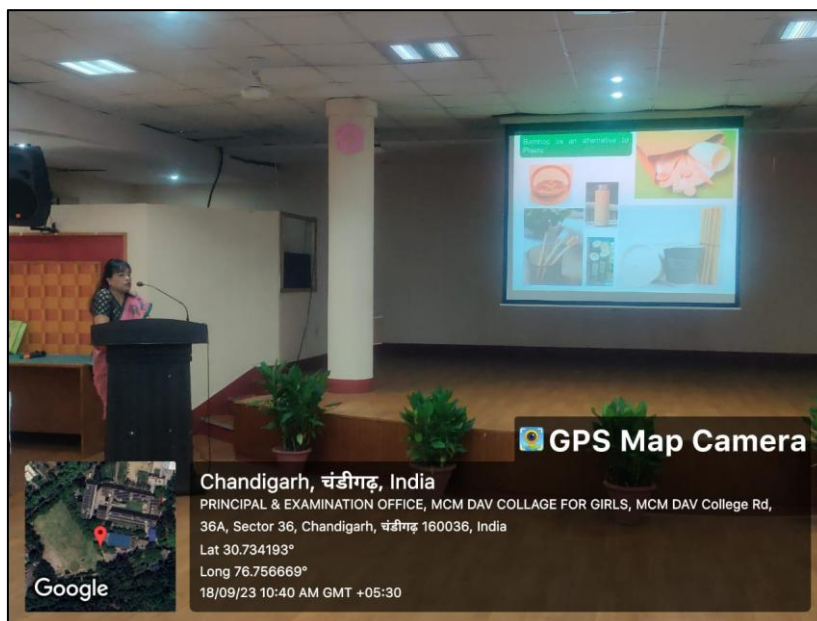 Bamboo as an alternative to
Plastic
GPS Map Camera
Chandigarh, चंडीगढ़, India
PRINCIPAL & EXAMINATION OFFICE, MCM DAV COLLAGE FOR GIRLS, MCM DAV College Rd,
36A, Sector 36, Chandigarh, चंडीगढ़ 160036, India
Lat 30.734193°
Long 76.756669°
18/09/23 10:40 AM GMT +05:30
Google